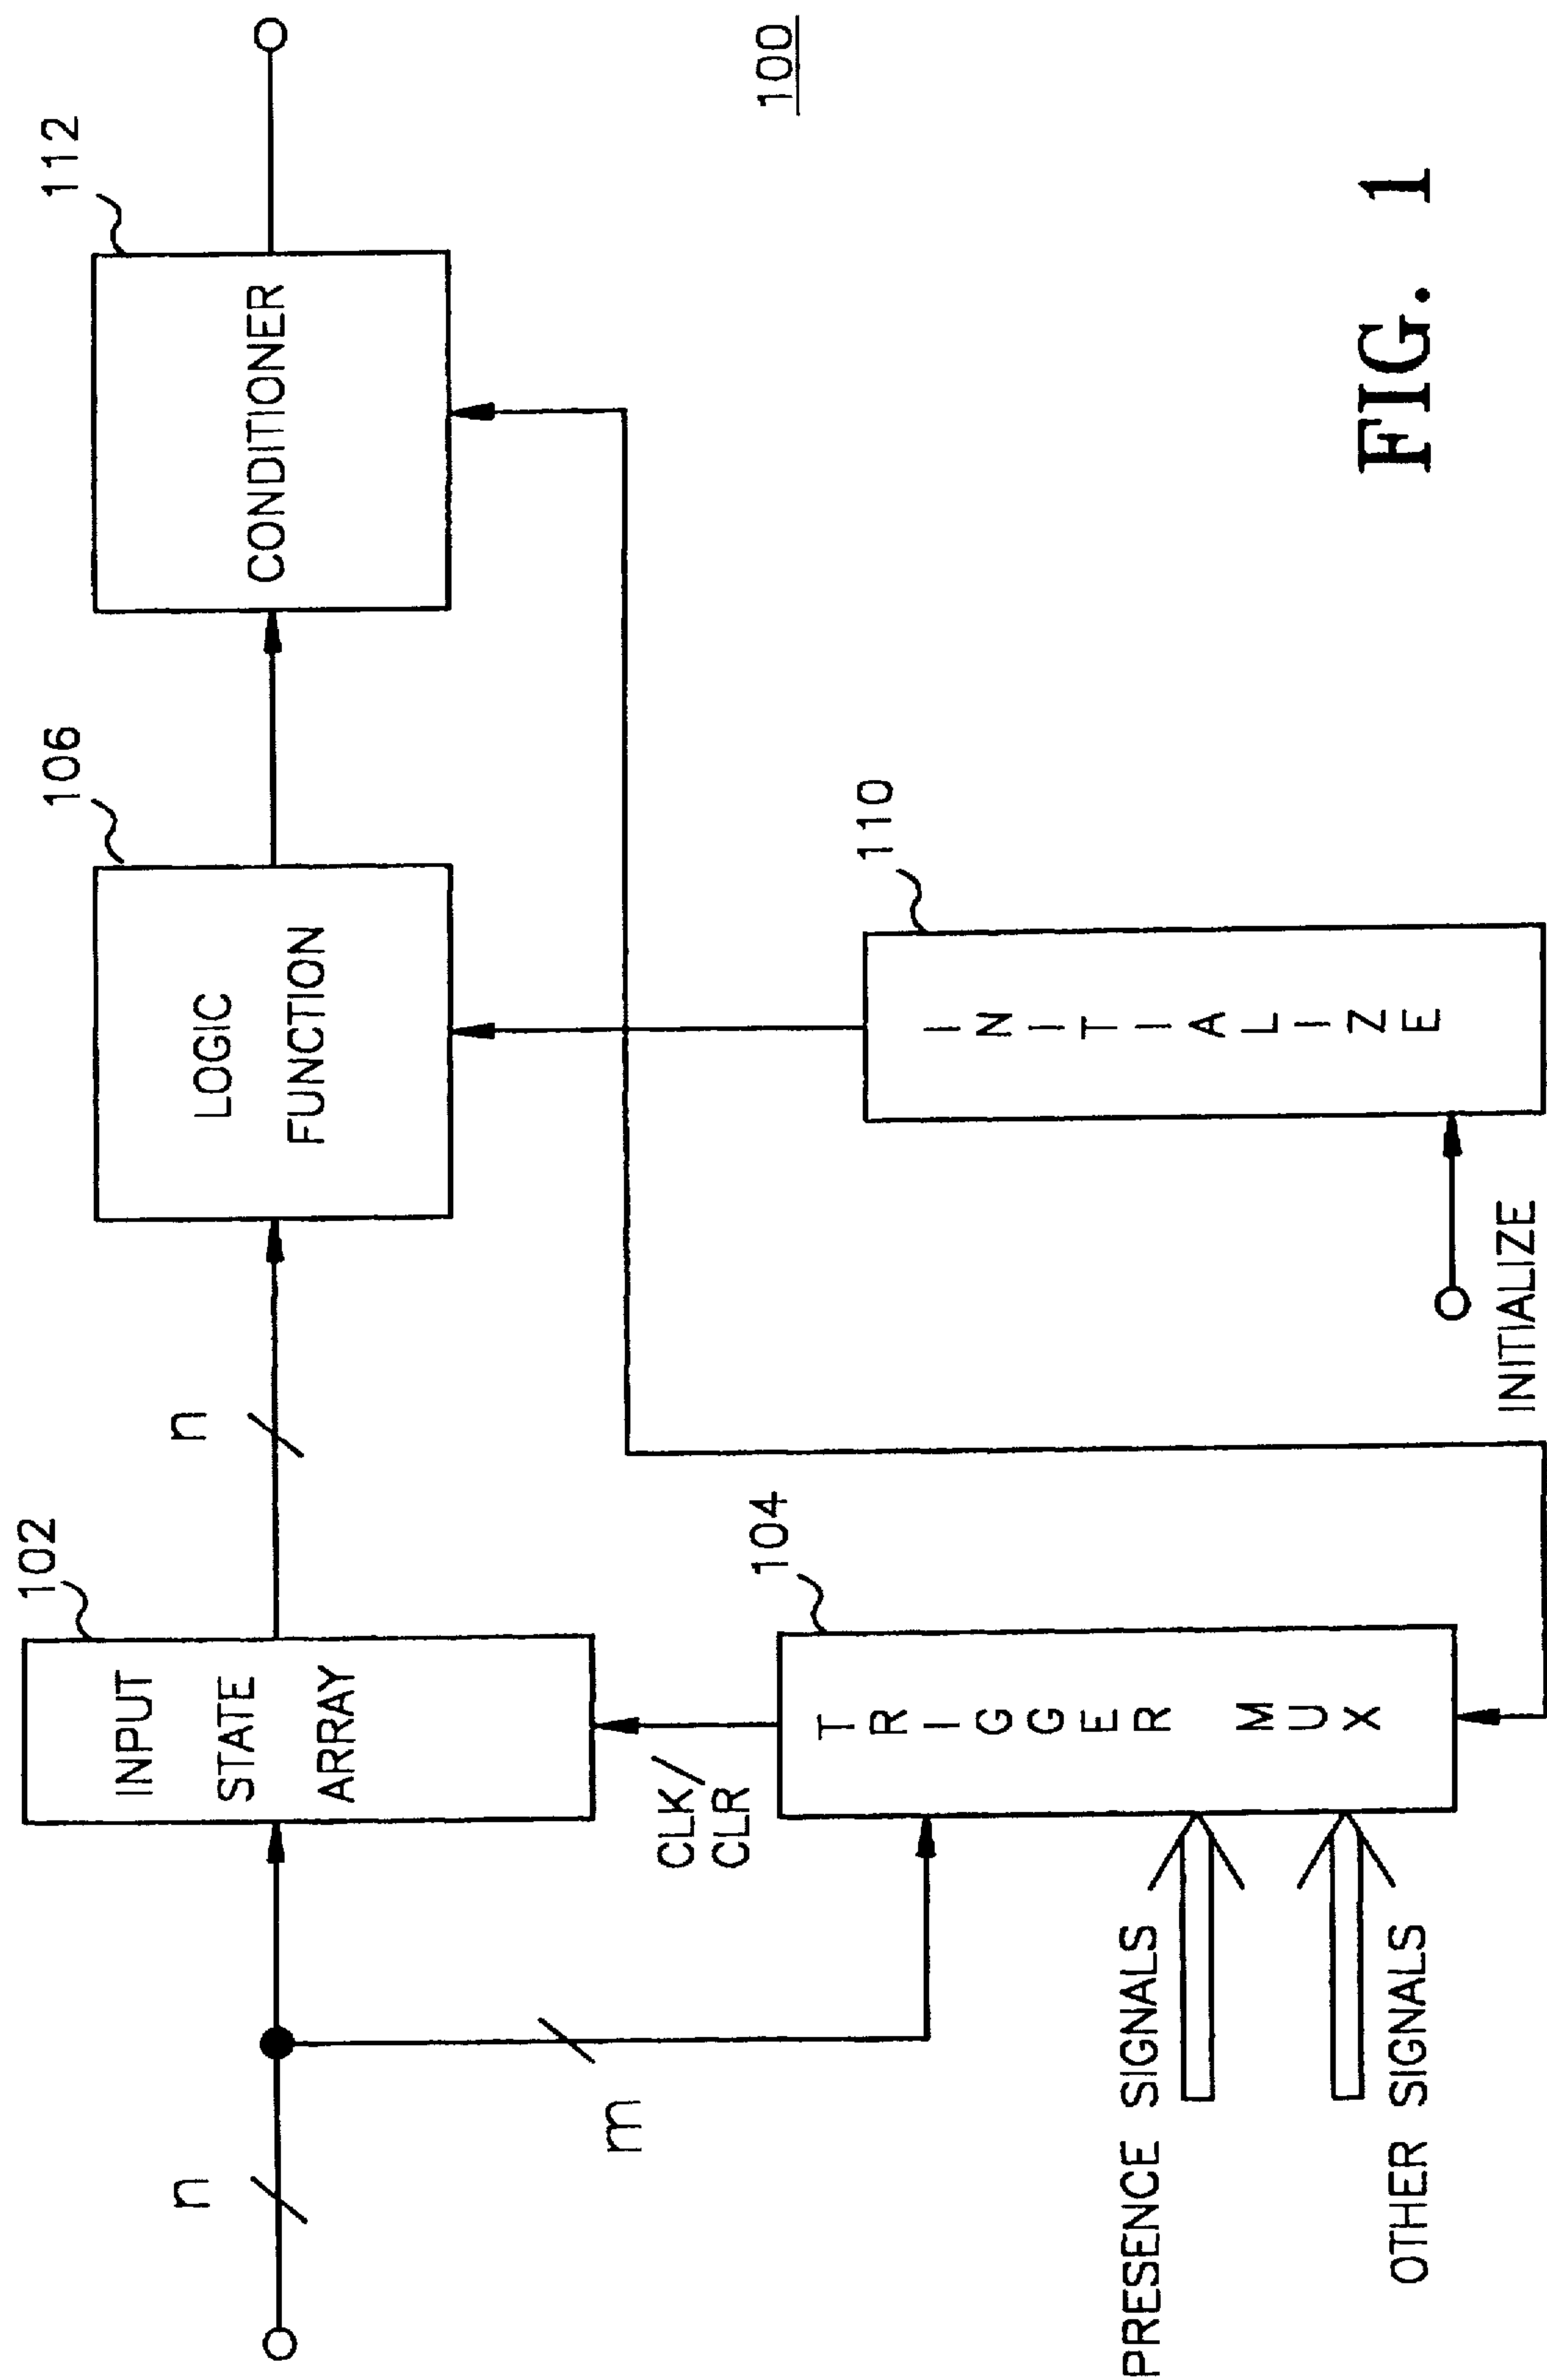 102
INPUT
STATE
ARRAY
n
n
106
LOGIC
FUNCTION
112
CONDITIONER
m
CLK/
CLR
104
TRIGGER MUX
PRESENCE SIGNALS
OTHER SIGNALS
110
INITIALIZE
INITIALIZE
100
FIG. 1